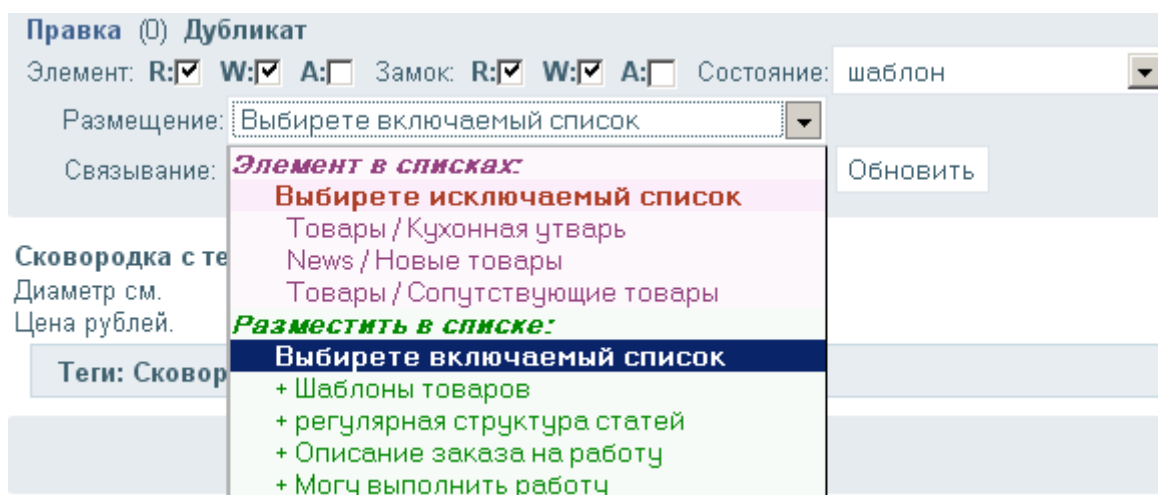 Правка (0) Дубликат
Элемент: R: W: A: Замок: R: W: A: Состояние: шаблон
Размещение: Выбирете включаемый список
Связывание: Обновить
Элемент в списках:
Выбирете исключаемый список
Товары / Кухонная утварь
News / Новые товары
Товары / Сопутствующие товары
Разместить в списке:
Выбирете включаемый список
+ Шаблоны товаров
+ регулярная структура статей
+ Описание заказа на работу
+ Могу выполнить работу
Сковородка с те
Диаметр см.
Цена рублей.
Теги: Сковор